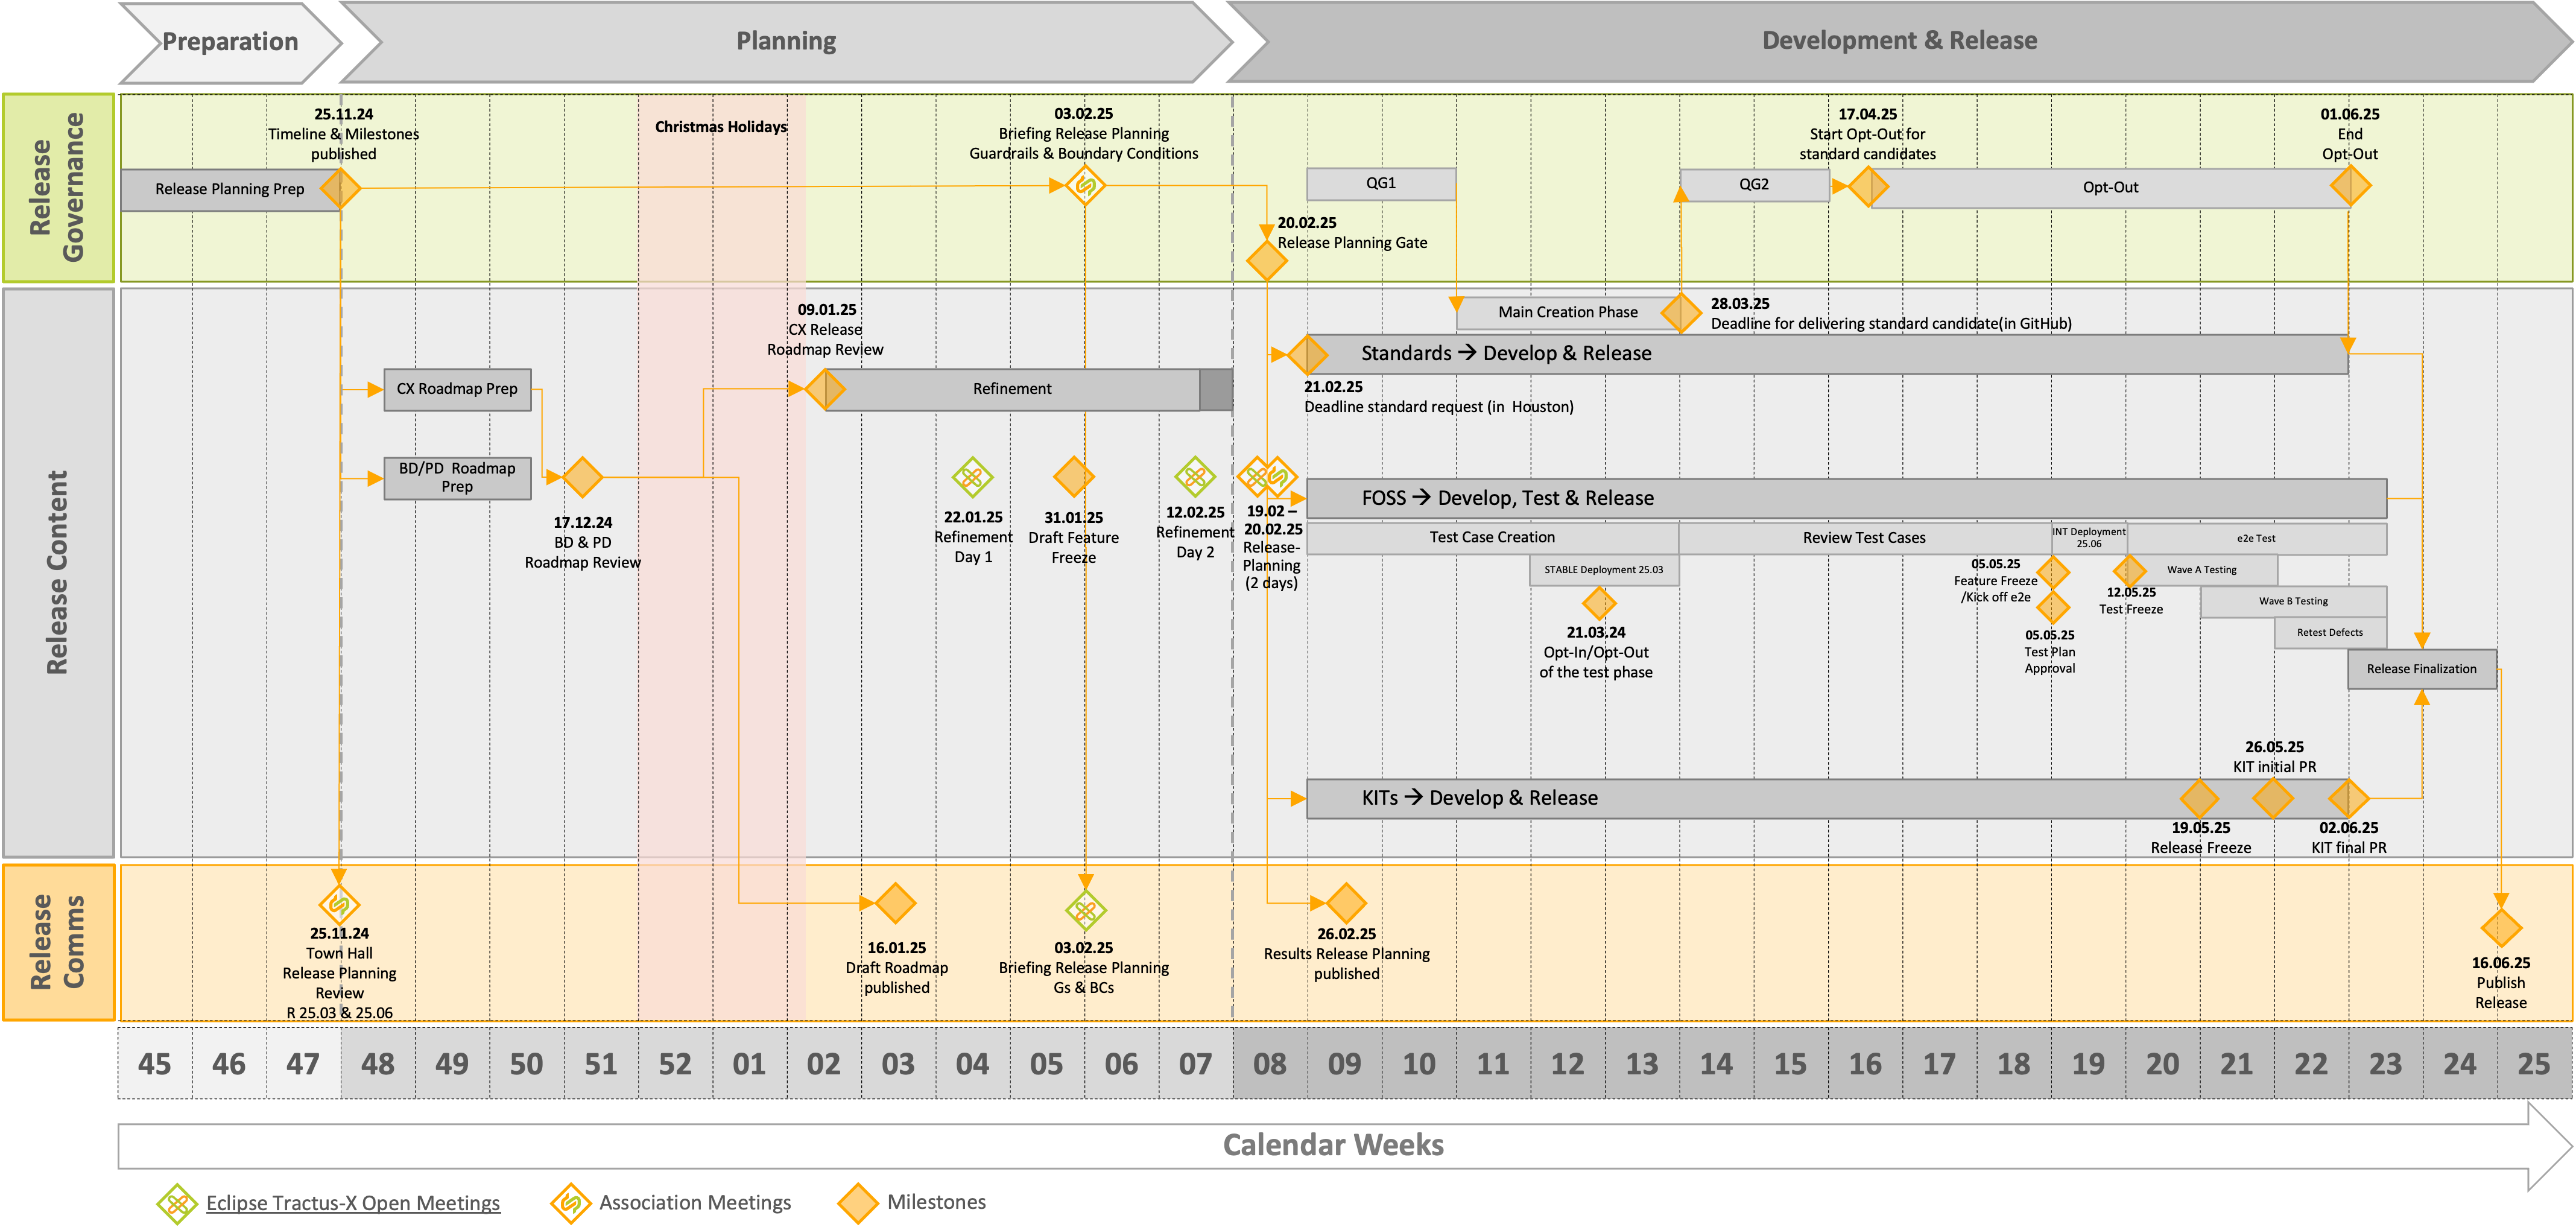 Preparation
Planning
Development & Release
Release
Governance
25.11.24
Timeline & Milestones
published
Release Planning Prep
Christmas Holidays
03.02.25
Briefing Release Planning
Guardrails & Boundary Conditions
20.02.25
Release Planning Gate
QG1
QG2
17.04.25
Start Opt-Out for
standard candidates
Opt-Out
01.06.25
End
Opt-Out
Release Content
Main Creation Phase
28.03.25
Deadline for delivering standard candidate(in GitHub)
Standards → Develop & Release
21.02.25
Deadline standard request (in  Houston)
09.01.25
CX Release
Roadmap Review
CX Roadmap Prep
Refinement
BD/PD  Roadmap
Prep
17.12.24
BD & PD
Roadmap Review
22.01.25
Refinement
Day 1
31.01.25
Draft Feature
Freeze
12.02.25
Refinement
Day 2
19.02 –
20.02.25
Release-
Planning
(2 days)
FOSS → Develop, Test & Release
Test Case Creation
Review Test Cases
INT Deployment
25.06
e2e Test
STABLE Deployment 25.03
05.05.25
Feature Freeze
/Kick off e2e
Wave A Testing
12.05.25
Test Freeze
Wave B Testing
21.03.24
Opt-In/Opt-Out
of the test phase
05.05.25
Test Plan
Approval
Retest Defects
Release Finalization
26.05.25
KIT initial PR
KITs → Develop & Release
19.05.25
Release Freeze
02.06.25
KIT final PR
Release
Comms
25.11.24
Town Hall
Release Planning
Review
R 25.03 & 25.06
16.01.25
Draft Roadmap
published
03.02.25
Briefing Release Planning
Gs & BCs
26.02.25
Results Release Planning
published
16.06.25
Publish
Release
45 46 47 48 49 50 51 52 01 02 03 04 05 06 07 08 09 10 11 12 13 14 15 16 17 18 19 20 21 22 23 24 25
Calendar Weeks
Eclipse Tractus-X Open Meetings
Association Meetings
Milestones